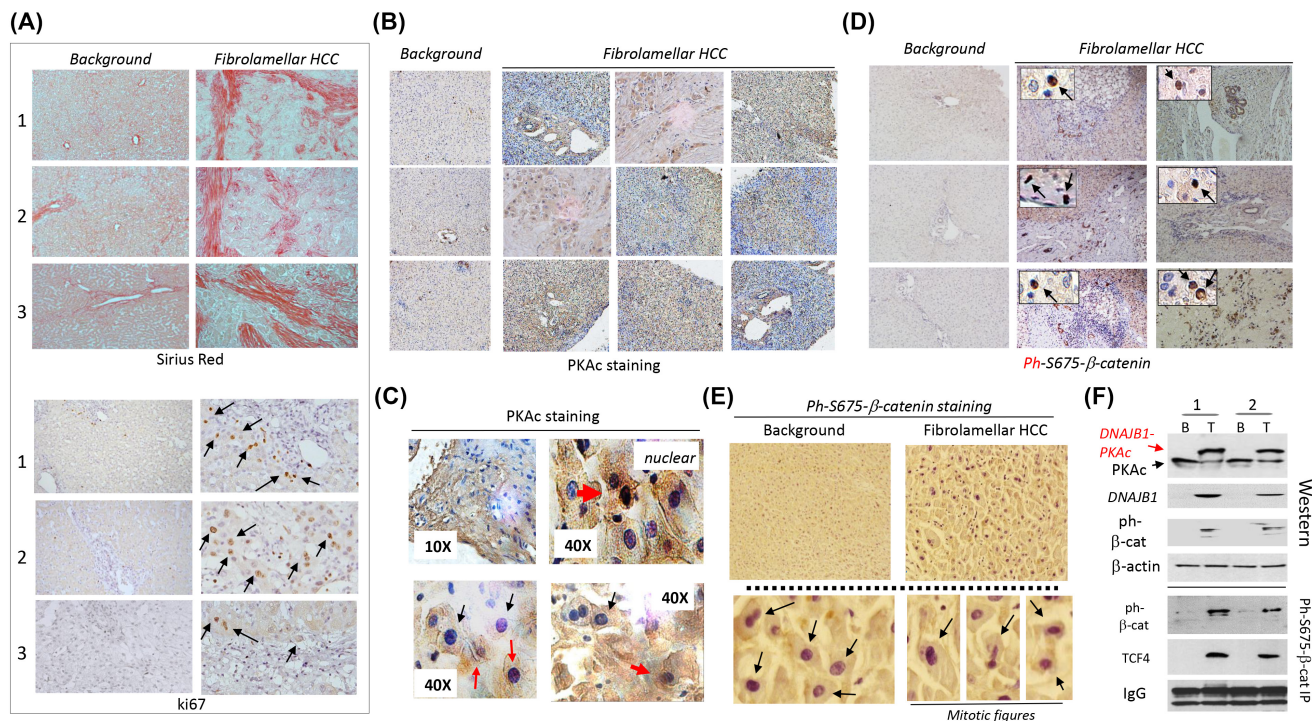 (A)
Background
Fibrolamellar HCC
1
2
3
Sirius Red
1
2
3
ki67
(B)
Background
Fibrolamellar HCC
PKAc staining
(C)
PKAc staining
10X
nuclear
40X
40X
40X
(D)
Background
Fibrolamellar HCC
Ph-S675-β-catenin
(E)
Ph-S675-β-catenin staining
Background
Fibrolamellar HCC
Mitotic figures
(F)
1 2
B T B T
DNAJB1-
PKAc
PKAc
DNAJB1
ph-
β-cat
β-actin
Western
ph-
β-cat
TCF4
IgG
Ph-S675-β-cat IP